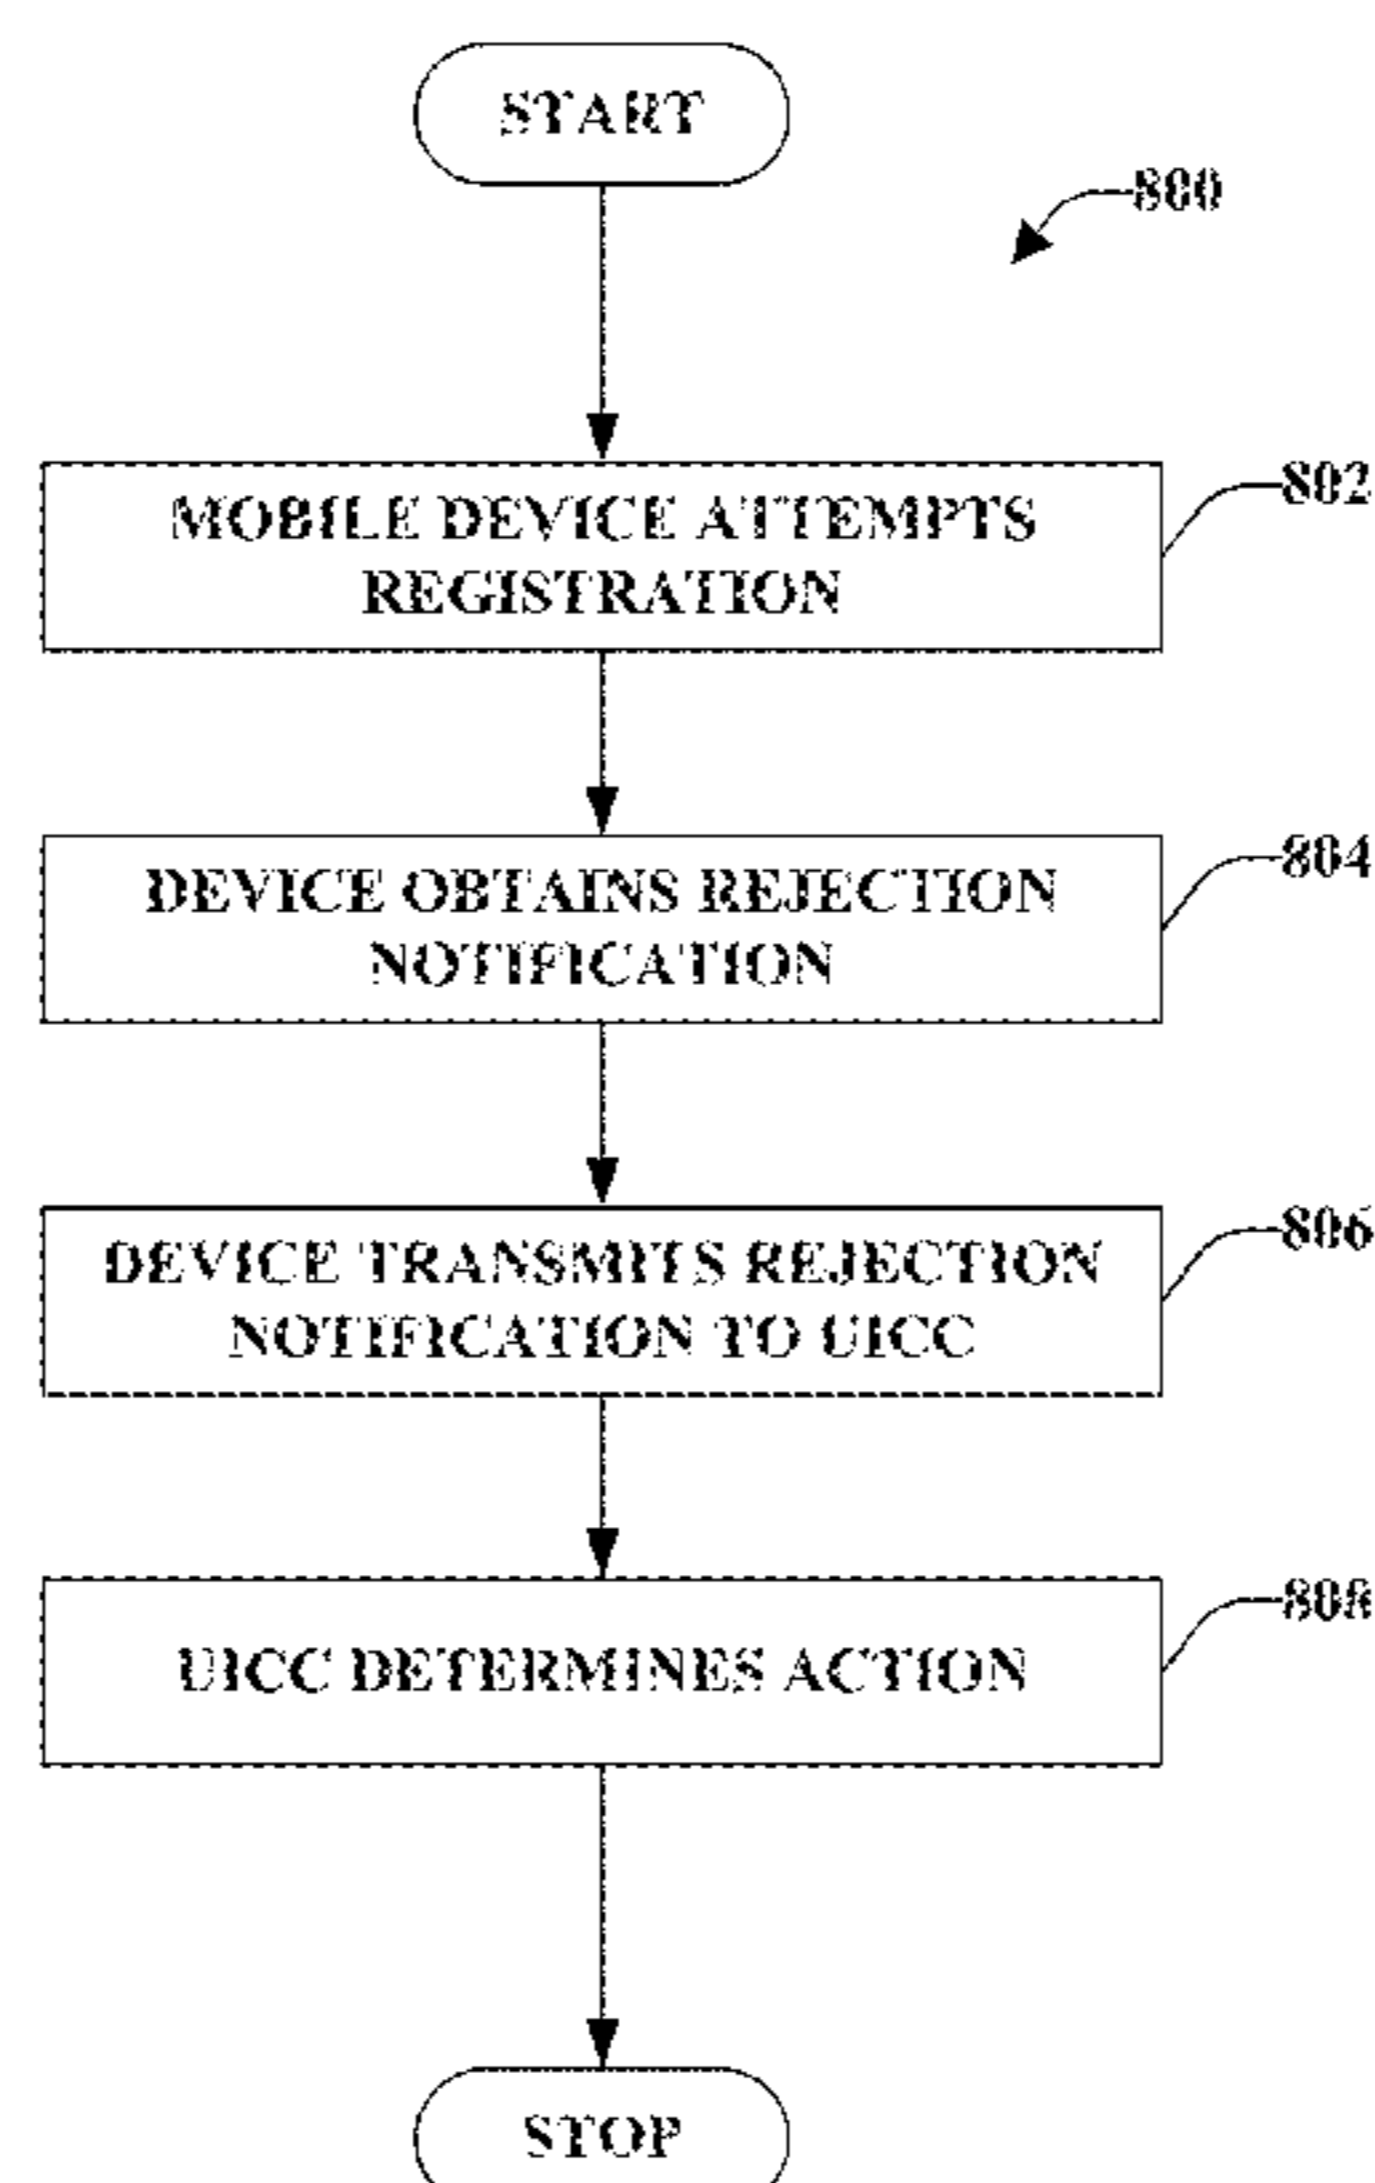 START
800
MOBILE DEVICE ATTEMPTS
REGISTRATION
802
DEVICE OBTAINS REJECTION
NOTIFICATION
804
DEVICE TRANSMITS REJECTION
NOTIFICATION TO UICC
806
UICC DETERMINES ACTION
808
STOP